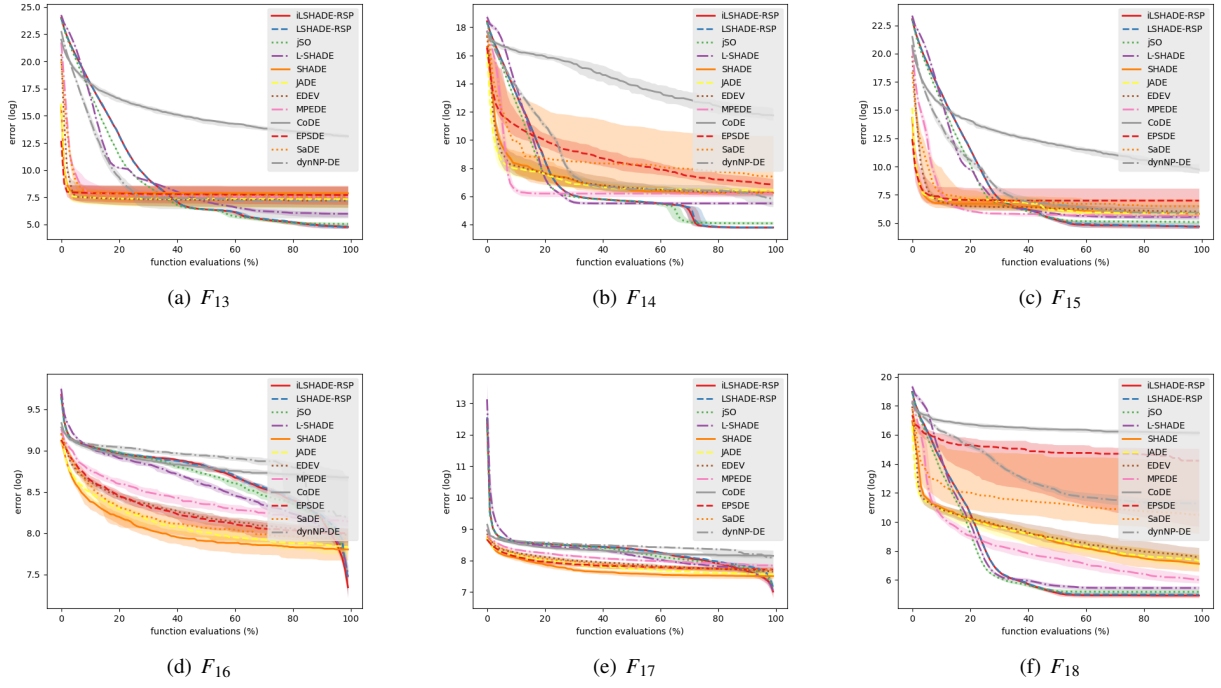 25.0
22.5
20.0
17.5
15.0
12.5
10.0
7.5
5.0
error (log)
0 20 40 60 80 100
function evaluations (%)
iLSHADE-RSP
LSHADE-RSP
jSO
L-SHADE
SHADE
JADE
EDEV
MPEDE
CoDE
EPSDE
SaDE
dynNP-DE
(a) F13
18
16
14
12
10
8
6
4
error (log)
0 20 40 60 80 100
function evaluations (%)
iLSHADE-RSP
LSHADE-RSP
jSO
L-SHADE
SHADE
JADE
EDEV
MPEDE
CoDE
EPSDE
SaDE
dynNP-DE
(b) F14
22.5
20.0
17.5
15.0
12.5
10.0
7.5
5.0
error (log)
0 20 40 60 80 100
function evaluations (%)
iLSHADE-RSP
LSHADE-RSP
jSO
L-SHADE
SHADE
JADE
EDEV
MPEDE
CoDE
EPSDE
SaDE
dynNP-DE
(c) F15
9.5
9.0
8.5
8.0
7.5
error (log)
0 20 40 60 80 100
function evaluations (%)
iLSHADE-RSP
LSHADE-RSP
jSO
L-SHADE
SHADE
JADE
EDEV
MPEDE
CoDE
EPSDE
SaDE
dynNP-DE
(d) F16
13
12
11
10
9
8
7
error (log)
0 20 40 60 80 100
function evaluations (%)
iLSHADE-RSP
LSHADE-RSP
jSO
L-SHADE
SHADE
JADE
EDEV
MPEDE
CoDE
EPSDE
SaDE
dynNP-DE
(e) F17
20
18
16
14
12
10
8
6
error (log)
0 20 40 60 80 100
function evaluations (%)
iLSHADE-RSP
LSHADE-RSP
jSO
L-SHADE
SHADE
JADE
EDEV
MPEDE
CoDE
EPSDE
SaDE
dynNP-DE
(f) F18